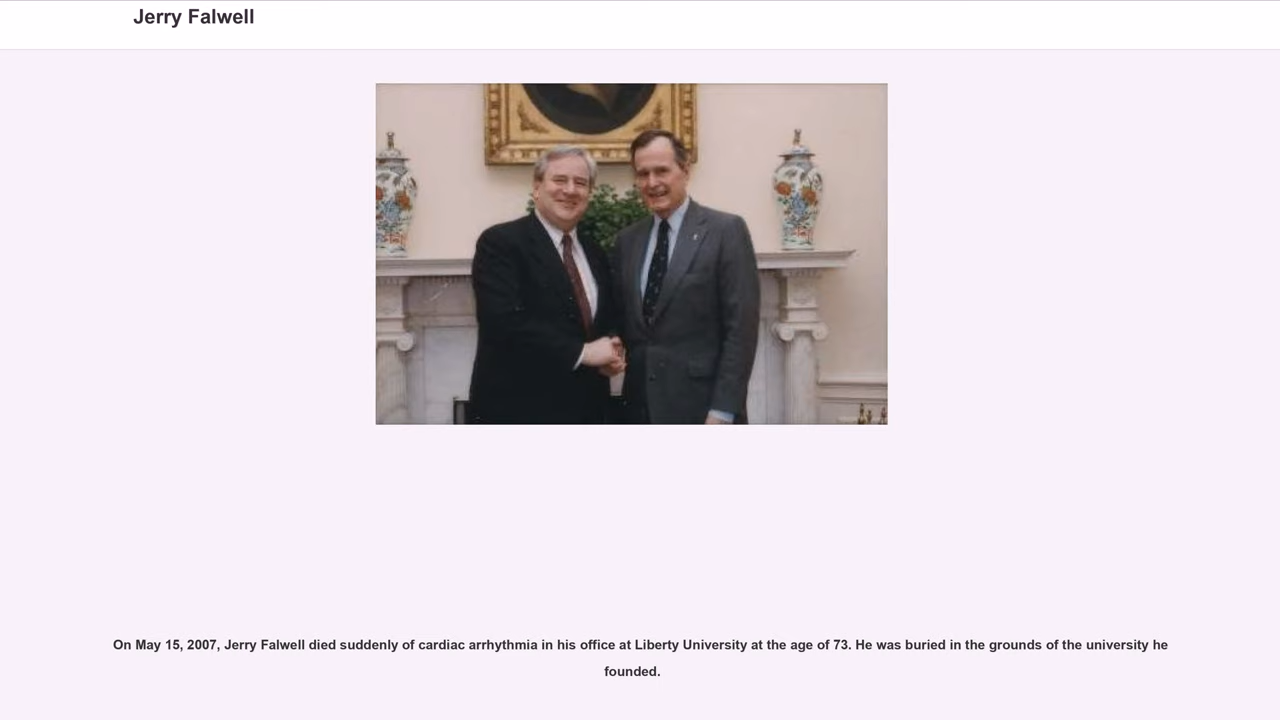 Jerry Falwell
On May 15, 2007, Jerry Falwell died suddenly of cardiac arrhythmia in his office at Liberty University at the age of 73. He was buried in the grounds of the university he
founded.